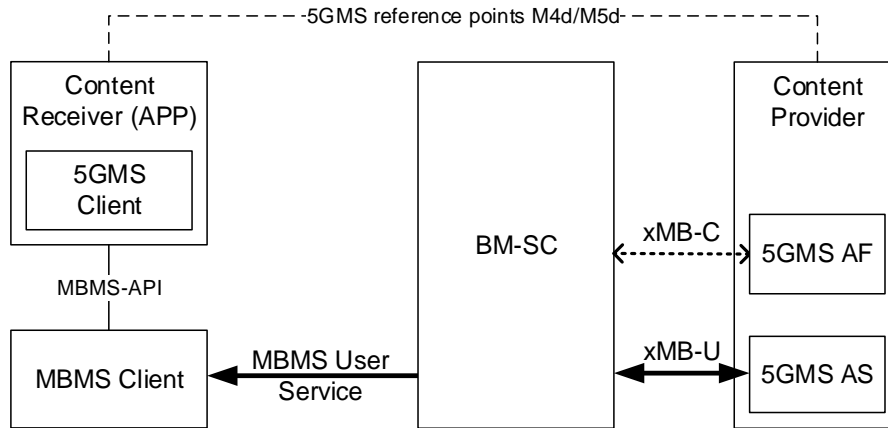 5GMS reference points M4d/M5d
Content
Receiver (APP)
5GMS
Client
MBMS-API
MBMS Client
MBMS User
Service
BM-SC
xMB-C
xMB-U
Content
Provider
5GMS AF
5GMS AS